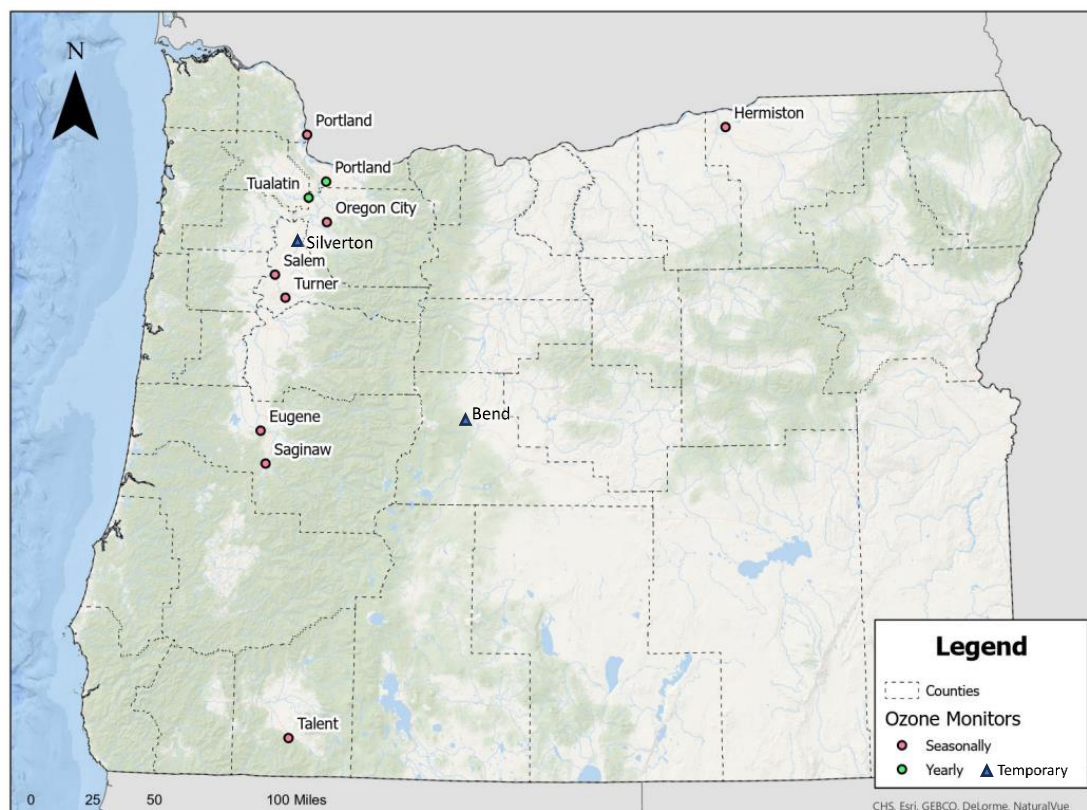 N
Portland
Hermiston
Portland
Tualatin
Oregon City
Silverton
Salem
Turner
Eugene
Bend
Saginaw
Talent
Legend
Counties
Ozone Monitors
Seasonally
Yearly
Temporary
0 25 50 100 Miles
CHS, Esri, GEBCO, DeLorme, NaturalVue